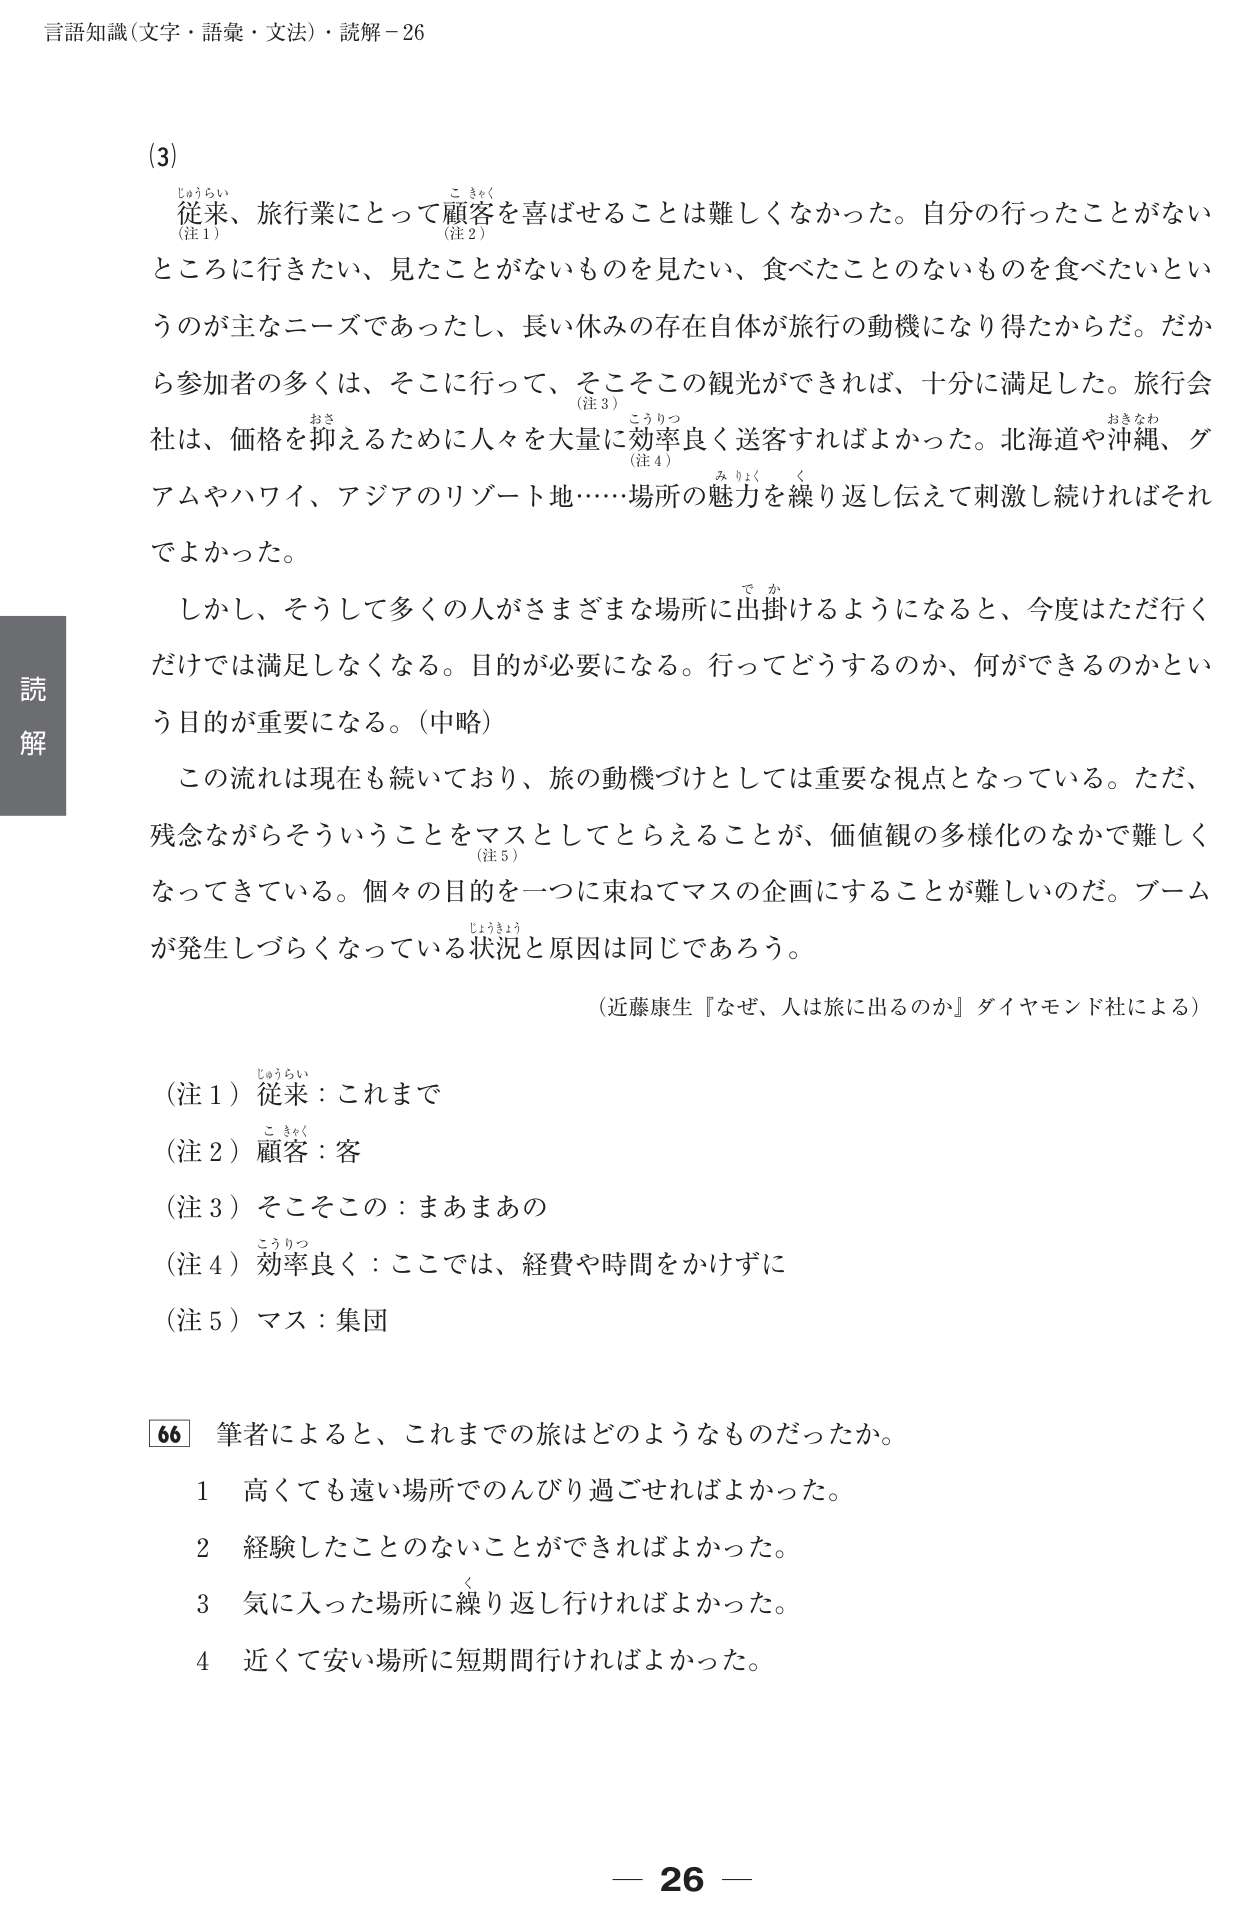 言語知識（文字・語彙・文法）・読解－26
(3)
従来、旅行業にとって顧客を喜ばせることは難しくなかった。自分の行ったことがない
ところに行きたい、見たことがないものを見たい、食べたことのないものを食べたいとい
うのが主なニーズであったし、長い休みの存在自体が旅行の動機になり得たからだ。だか
ら参加者の多くは、そこに行って、そこそこの観光ができれば、十分に満足した。旅行会
社は、価格を抑えるために人々を大量に効率良く送客すればよかった。北海道や沖縄、グ
アムやハワイ、アジアのリゾート地……場所の魅力を繰り返し伝えて刺激し続ければそれ
でよかった。
しかし、そうして多くの人がさまざまな場所に出掛けるようになると、今度はただ行く
だけでは満足しなくなる。目的が必要になる。行ってどうするのか、何ができるのかとい
う目的が重要になる。（中略）
この流れは現在も続いており、旅の動機づけとしては重要な視点となっている。ただ、
残念ながらそういうことをマスとしてとらえることが、価値観の多様化のなかで難しく
なってきている。個々の目的を一つに束ねてマスの企画にすることが難しいのだ。ブーム
が発生しづらくなっている状況と原因は同じであろう。
（近藤康生『なぜ、人は旅に出るのか』ダイヤモンド社による）
（注1）従来：これまで
（注2）顧客：客
（注3）そこそこの：まあまあの
（注4）効率良く：ここでは、経費や時間をかけずに
（注5）マス：集団
読解
66 筆者によると、これまでの旅はどのようなものだったか。
1 高くても遠い場所でのんびり過ごせればよかった。
2 経験したことのないことができればよかった。
3 気に入った場所に繰り返し行ければよかった。
4 近くて安い場所に短期間行ければよかった。
— 26 —